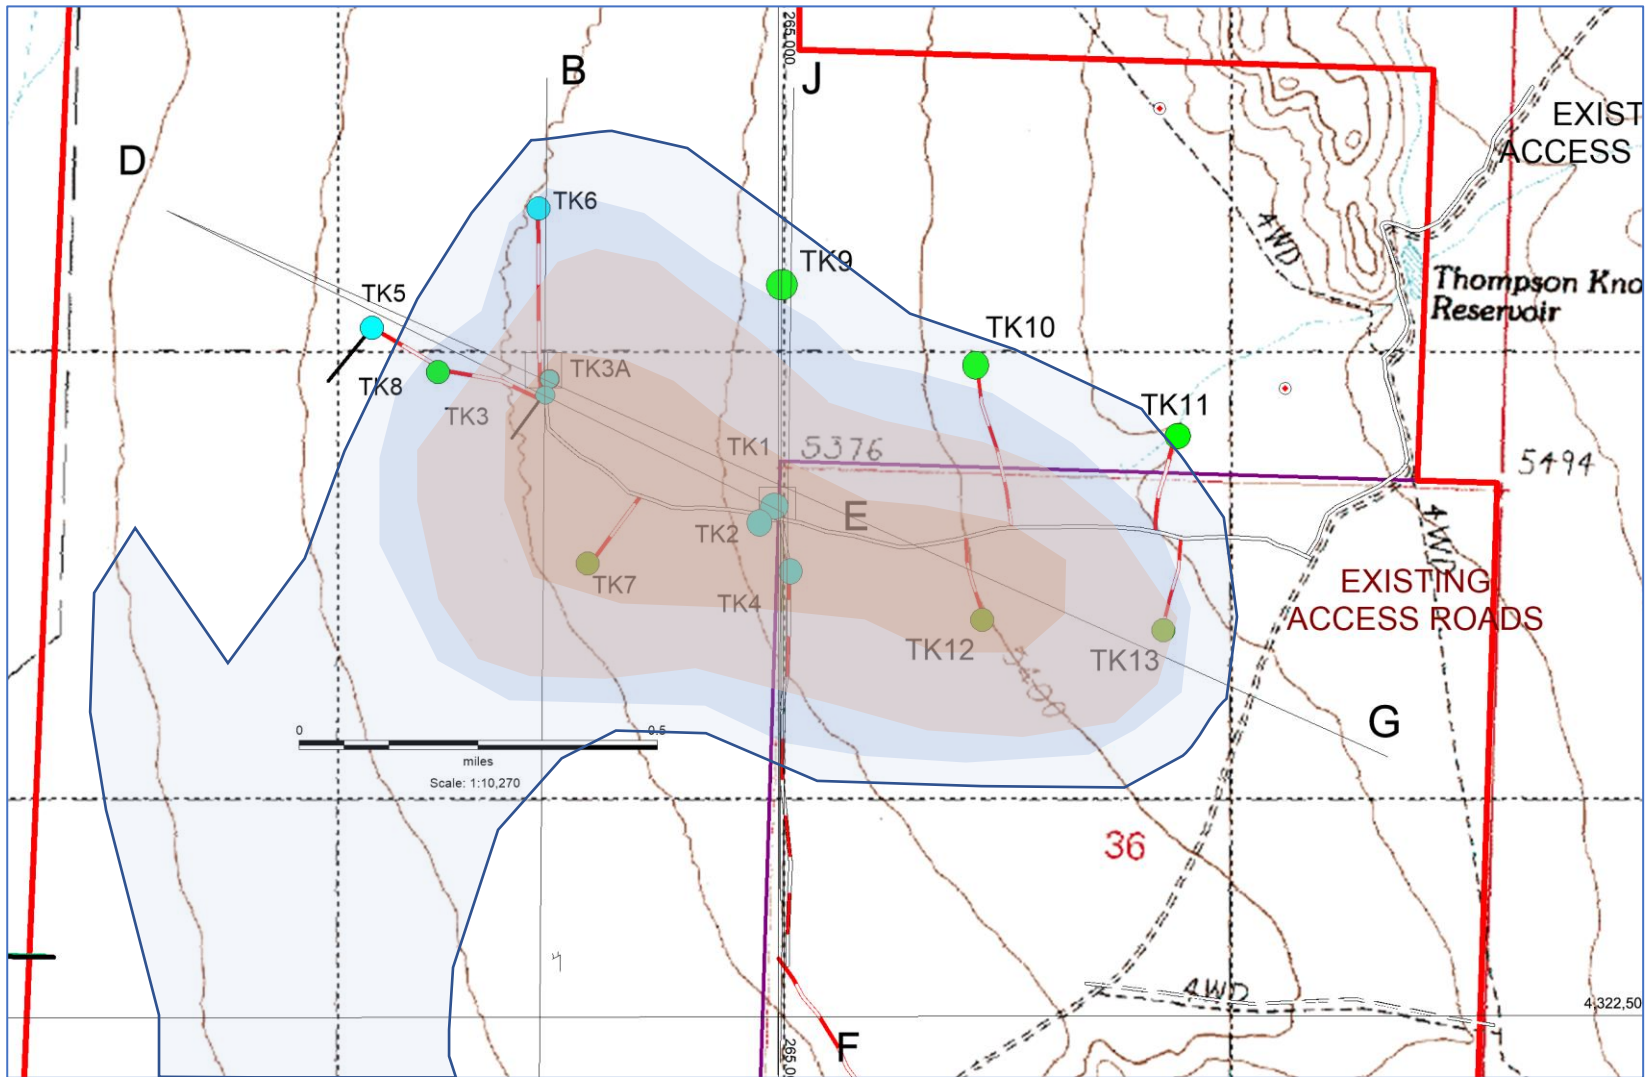 265,000
B
J
EXIST
ACCESS
D
TK6
4WD
TK9
Thompson Kno
Reservoir
TK5
TK10
TK3A
TK8
TK3
TK11
TK1
5376
5494
E
TK2
4WD
TK7
TK4
EXISTING
ACCESS ROADS
TK12
TK13
5400
G
0
0.5
miles
Scale: 1:10,270
36
4WD
4,322,50
F
265,0